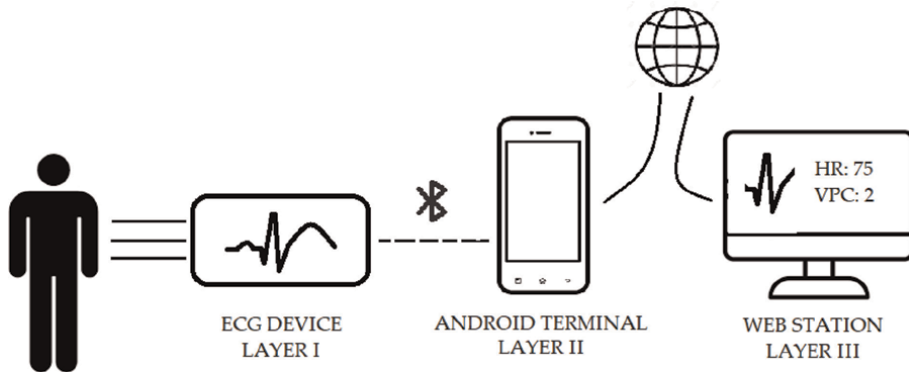 HR: 75
VPC: 2
ECG DEVICE
LAYER I
ANDROID TERMINAL
LAYER II
WEB STATION
LAYER III